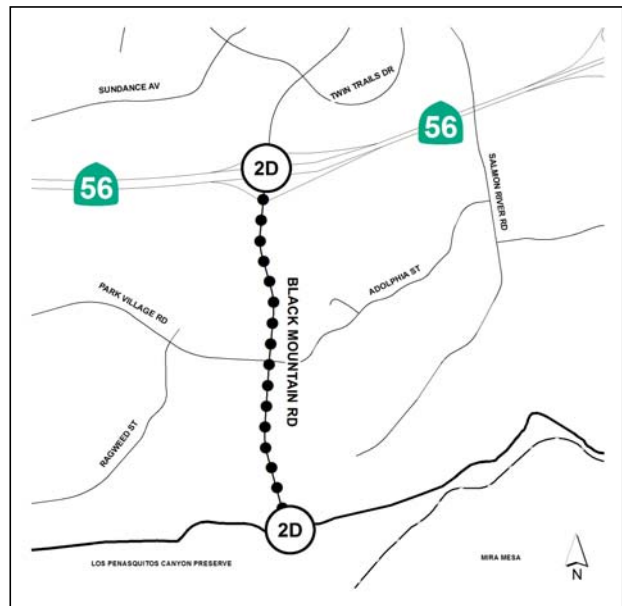 SUNDANCE AV
TWIN TRAILS DR
56
2D
56
SALMON RIVER RD
BLACK MOUNTAIN RD
ADOLPHIA ST
PARK VILLAGE RD
RAGWEED ST
2D
LOS PENASQUITOS CANYON PRESERVE
MIRA MESA
N